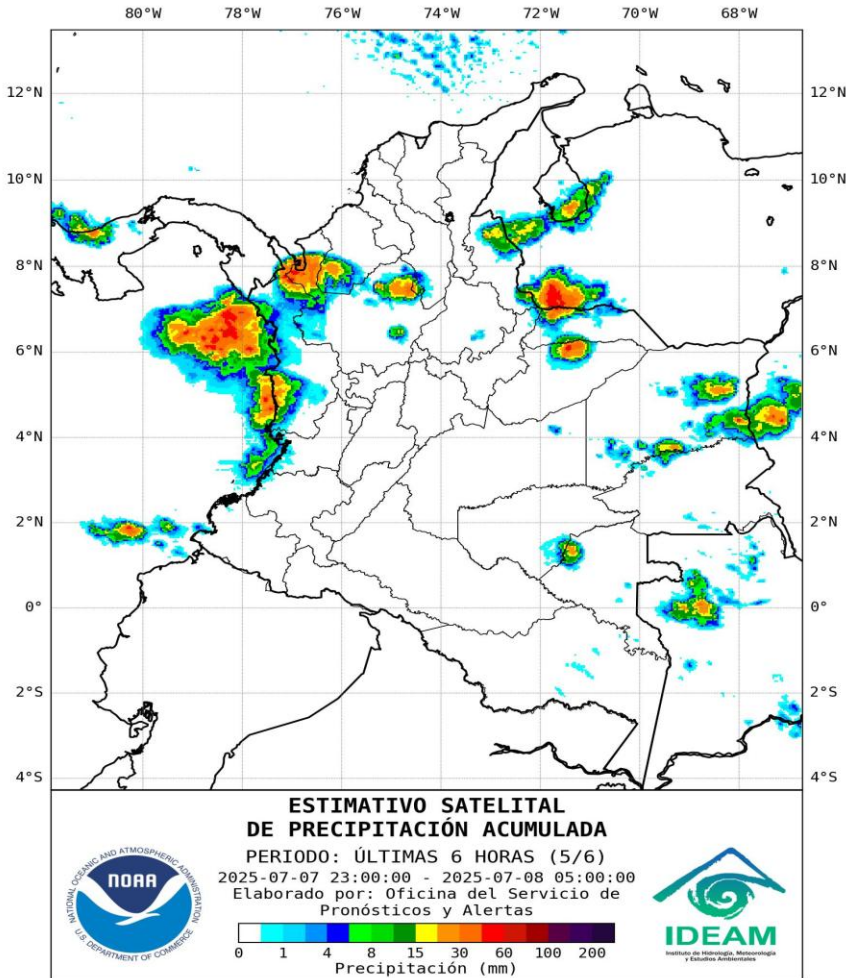 80°W 78°W 76°W 74°W 72°W 70°W 68°W
12°N 12°N
10°N 10°N
8°N 8°N
6°N 6°N
4°N 4°N
2°N 2°N
0° 0°
2°S 2°S
4°S 4°S
ESTIMATIVO SATELITAL
DE PRECIPITACIÓN ACUMULADA
PERIODO: ÚLTIMAS 6 HORAS (5/6)
2025-07-07 23:00:00 - 2025-07-08 05:00:00
Elaborado por: Oficina del Servicio de
Pronósticos y Alertas
0 1 4 8 15 30 60 100 200
Precipitación (mm)
NATIONAL OCEANIC AND ATMOSPHERIC ADMINISTRATION
NOAA
U.S. DEPARTMENT OF COMMERCE
IDEAM
Instituto de Hidrología, Meteorología
y Estudios Ambientales